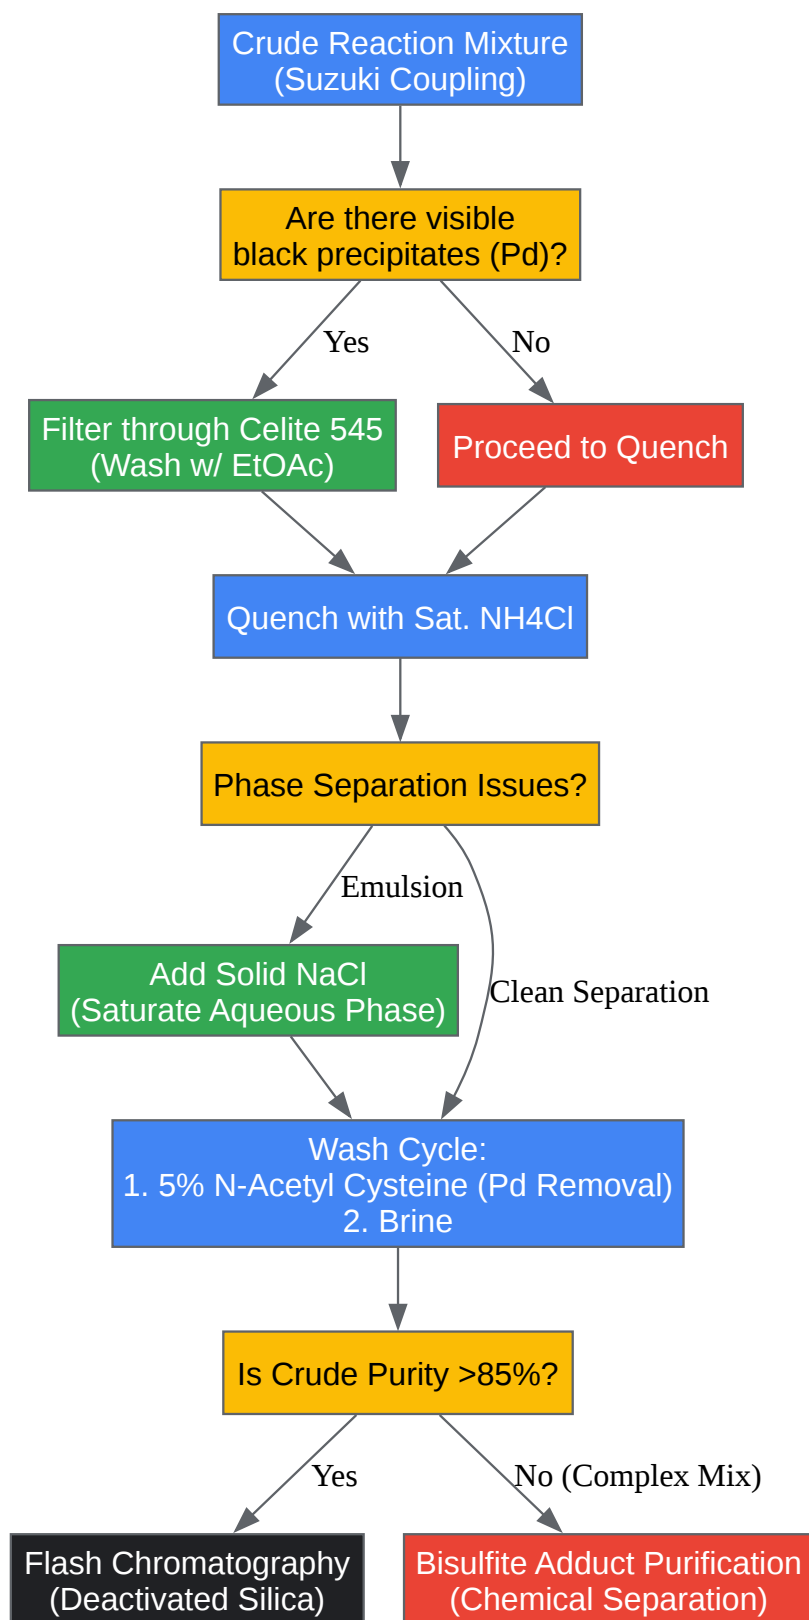 Crude Reaction Mixture
(Suzuki Coupling)
Are there visible
black precipitates (Pd)?
Yes
No
Filter through Celite 545
(Wash w/ EtOAc)
Proceed to Quench
Quench with Sat. NH4Cl
Phase Separation Issues?
Emulsion
Add Solid NaCl
(Saturate Aqueous Phase)
Clean Separation
Wash Cycle:
1. 5% N-Acetyl Cysteine (Pd Removal)
2. Brine
Is Crude Purity >85%?
Yes
No (Complex Mix)
Flash Chromatography
(Deactivated Silica)
Bisulfite Adduct Purification
(Chemical Separation)